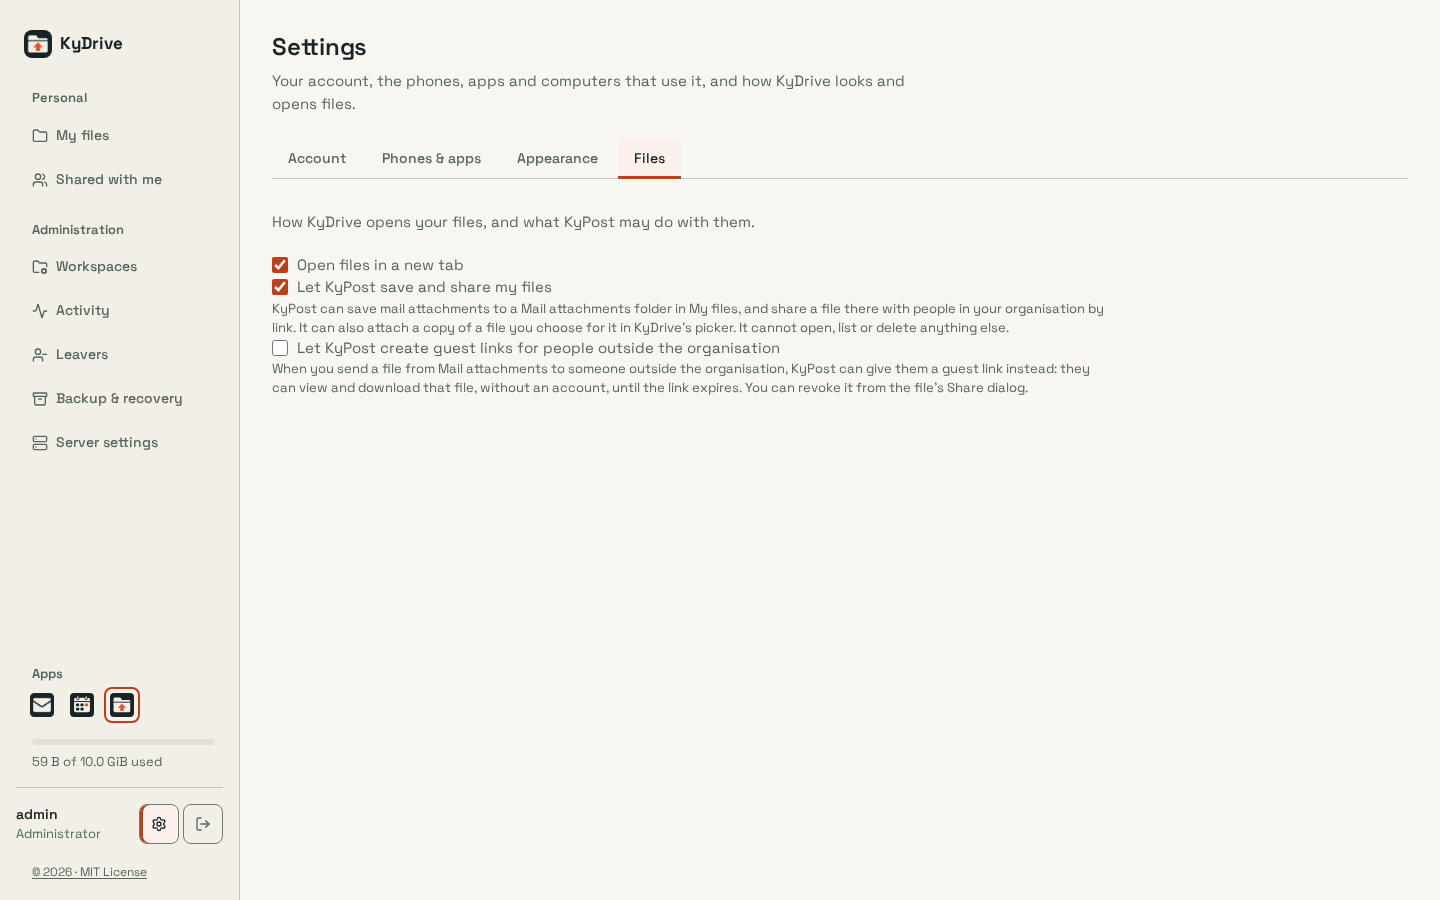 KyDrive
Personal
My files
Shared with me
Administration
Workspaces
Activity
Leavers
Backup & recovery
Server settings
Apps
59 B of 10.0 GiB used
admin
Administrator
© 2026 · MIT License
Settings
Your account, the phones, apps and computers that use it, and how KyDrive looks and
opens files.
Account
Phones & apps
Appearance
Files
How KyDrive opens your files, and what KyPost may do with them.
Open files in a new tab
Let KyPost save and share my files
KyPost can save mail attachments to a Mail attachments folder in My files, and share a file there with people in your organisation by
link. It can also attach a copy of a file you choose for it in KyDrive’s picker. It cannot open, list or delete anything else.
Let KyPost create guest links for people outside the organisation
When you send a file from Mail attachments to someone outside the organisation, KyPost can give them a guest link instead: they
can view and download that file, without an account, until the link expires. You can revoke it from the file’s Share dialog.